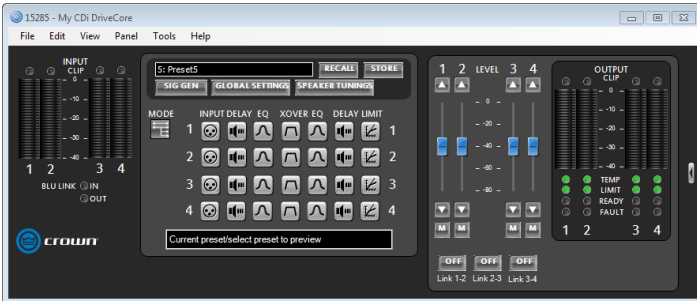 15285 - My CDi DriveCore
File Edit View Panel Tools Help
INPUT
CLIP
0
-10
-20
-30
-40
1 2 3 4
BLU LINK IN
OUT
crown
5: Preset5 RECALL STORE
SIG GEN GLOBAL SETTINGS SPEAKER TUNINGS
MODE INPUT DELAY EQ XOVER EQ DELAY LIMIT
1 1
2 2
3 3
4 4
Current preset/select preset to preview
1 2 LEVEL 3 4
- 0 -
- -20 -
- -20 -
- -40 -
- -60 -
- -80 -
M M M M
OFF OFF OFF
Link 1-2 Link 2-3 Link 3-4
OUTPUT
CLIP
0
-10
-20
-30
-40
TEMP
LIMIT
READY
FAULT
1 2 3 4